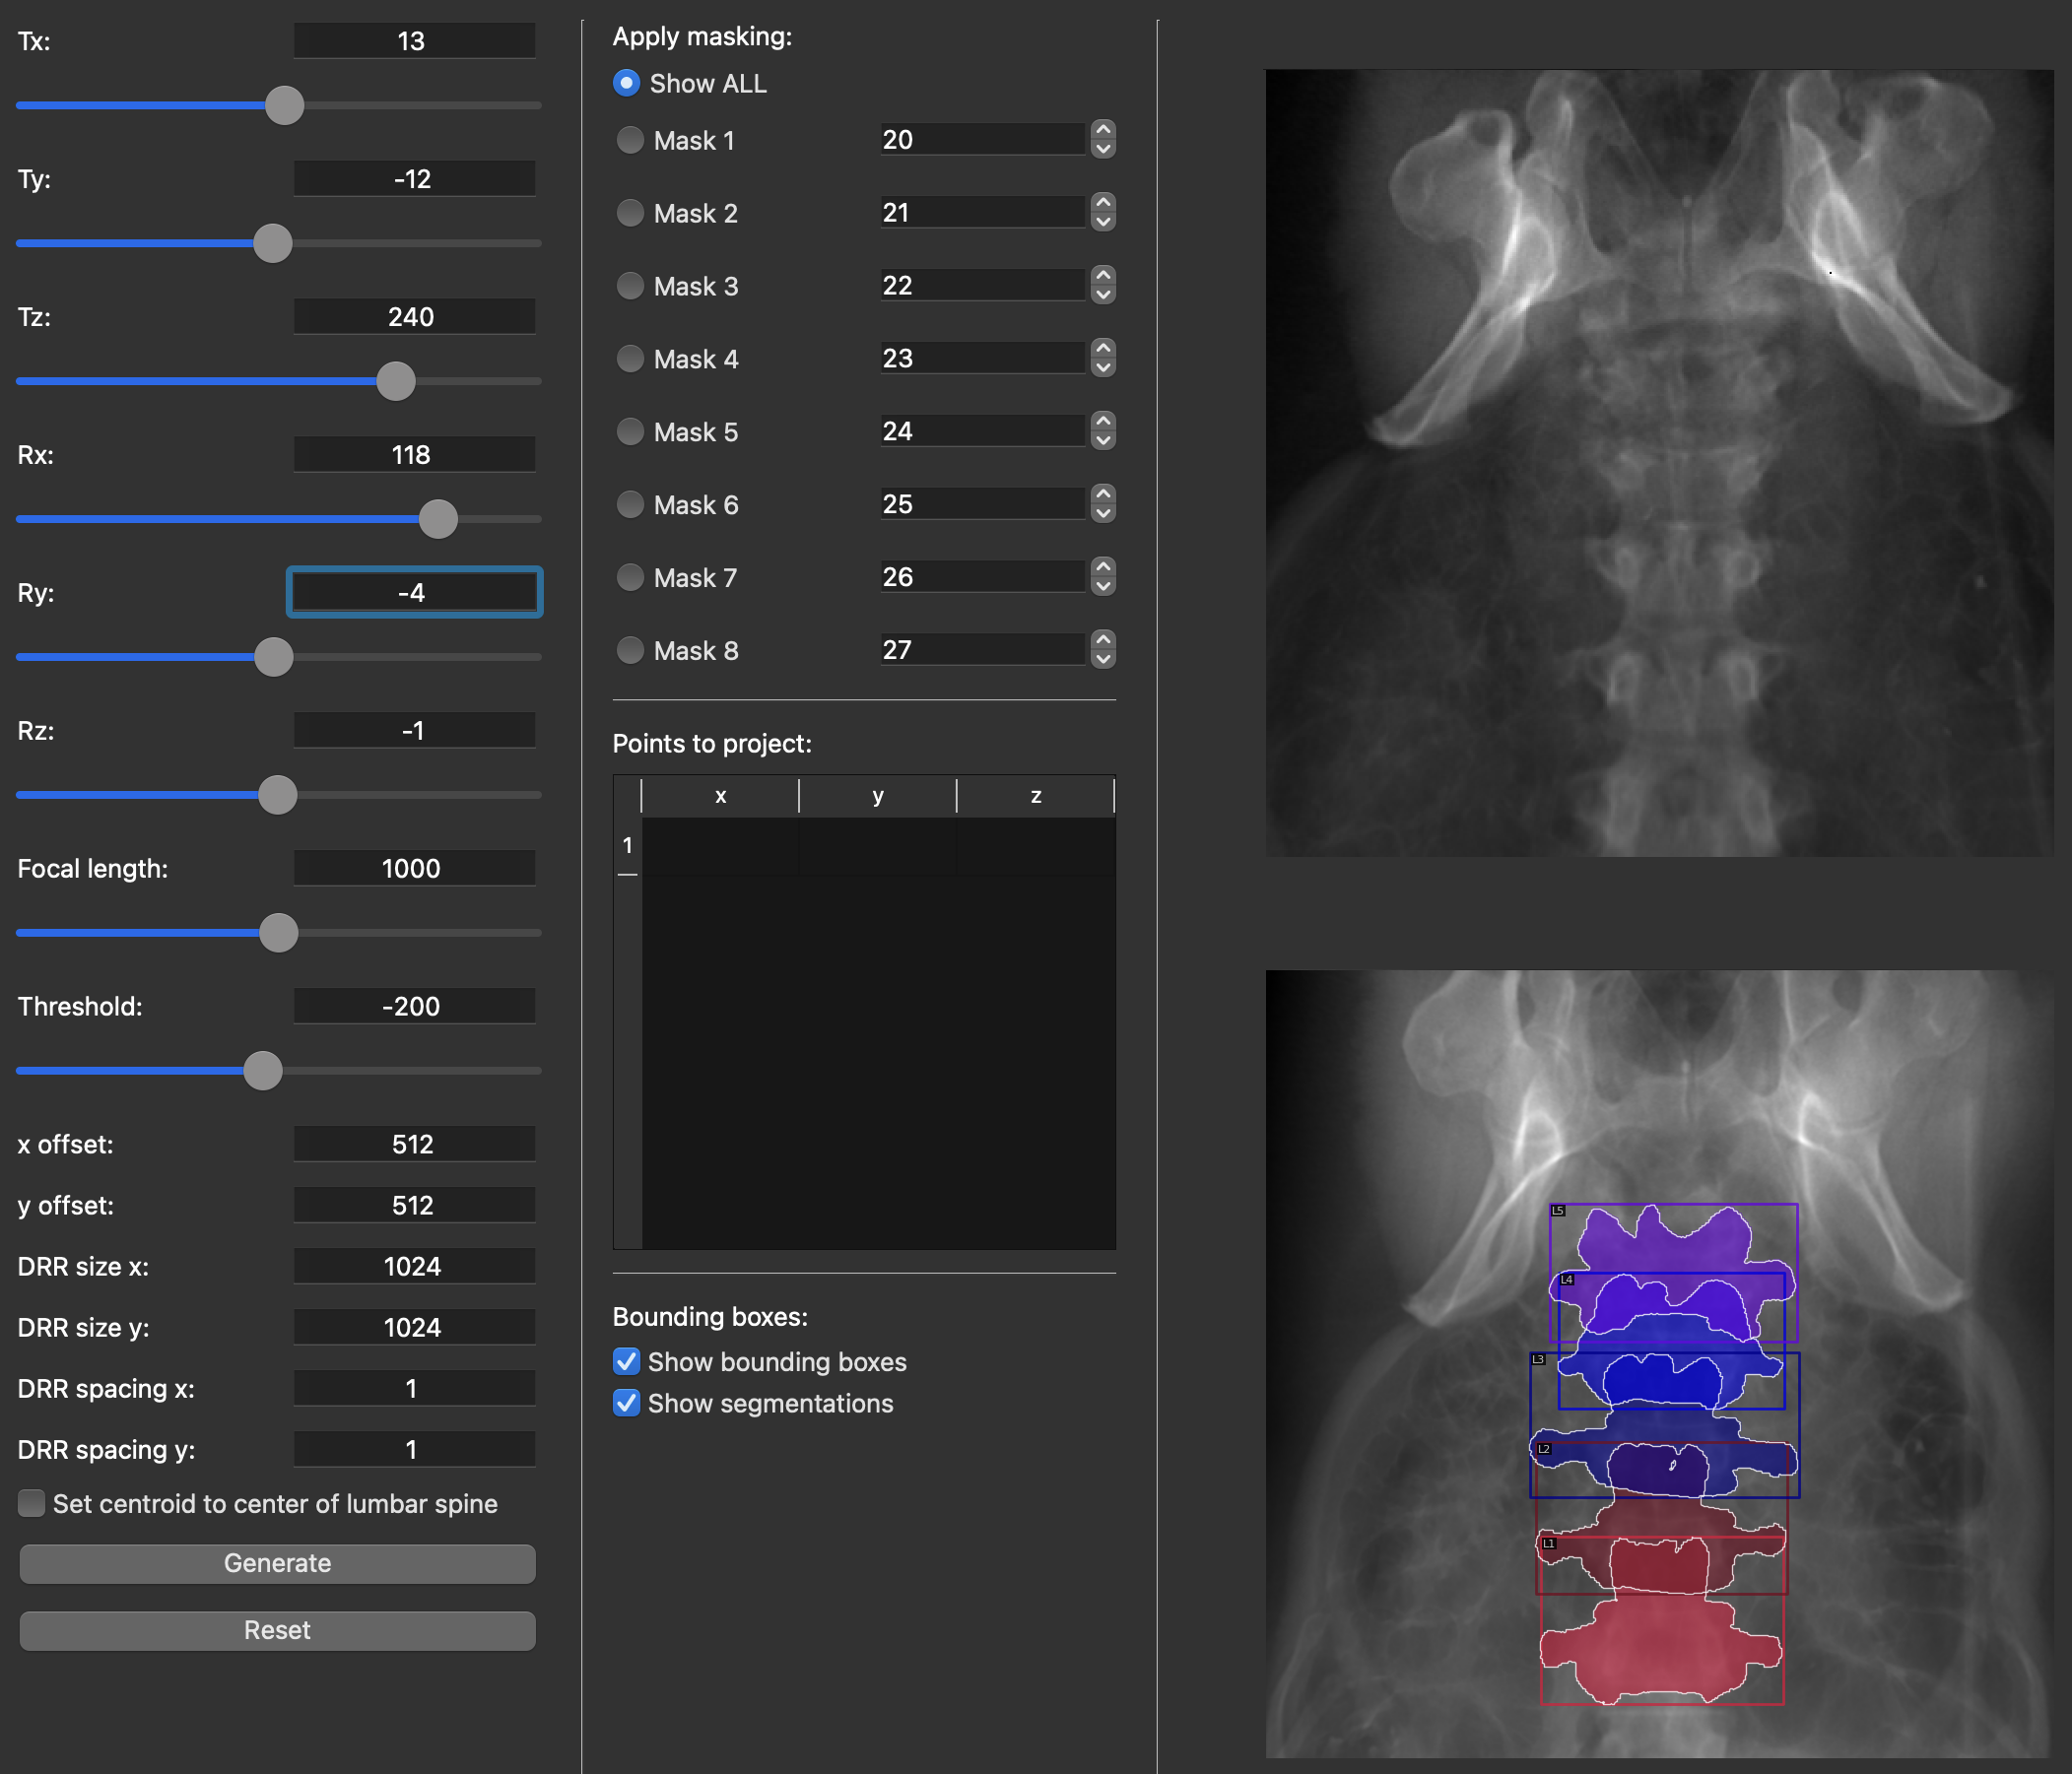 Tx: 13
Ty: -12
Tz: 240
Rx: 118
Ry: -4
Rz: -1
Focal length: 1000
Threshold: -200
x offset: 512
y offset: 512
DRR size x: 1024
DRR size y: 1024
DRR spacing x: 1
DRR spacing y: 1
Set centroid to center of lumbar spine
Generate
Reset
Apply masking:
Show ALL
Mask 1 20
Mask 2 21
Mask 3 22
Mask 4 23
Mask 5 24
Mask 6 25
Mask 7 26
Mask 8 27
Points to project:
x y z
1
Bounding boxes:
Show bounding boxes
Show segmentations
L5
L4
L3
L2
L1